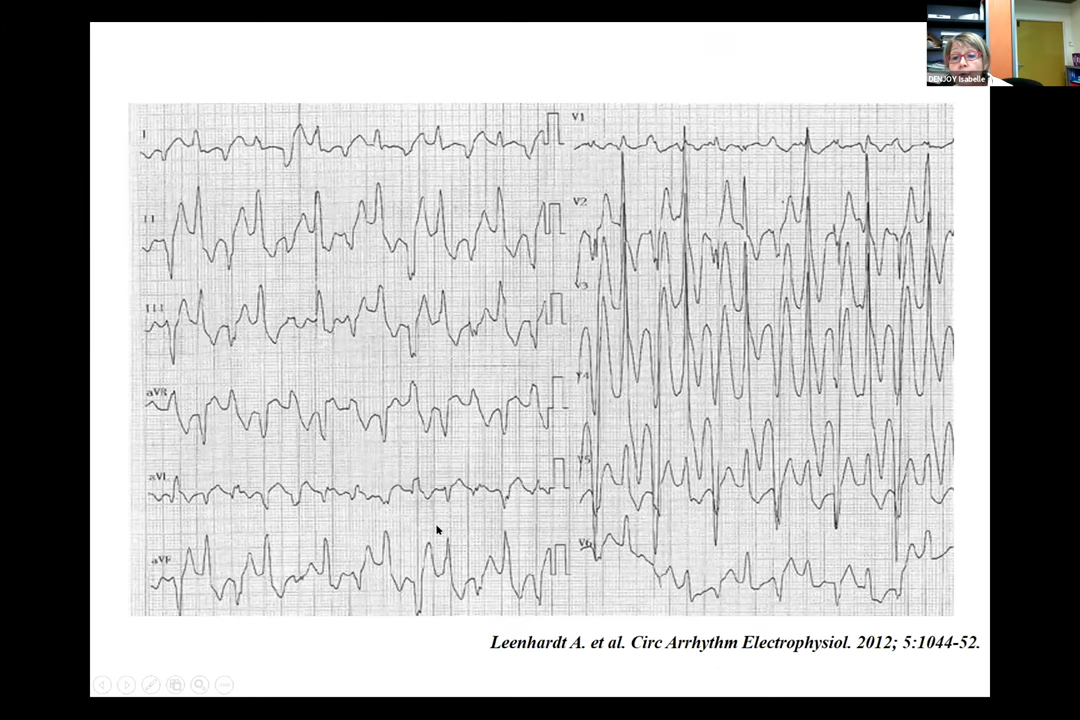 DENJOY Isabelle
I
V1
II
V2
V3
III
V4
aVR
V5
aVL
V6
aVF
Leenhardt A. et al. Circ Arrhythm Electrophysiol. 2012; 5:1044-52.